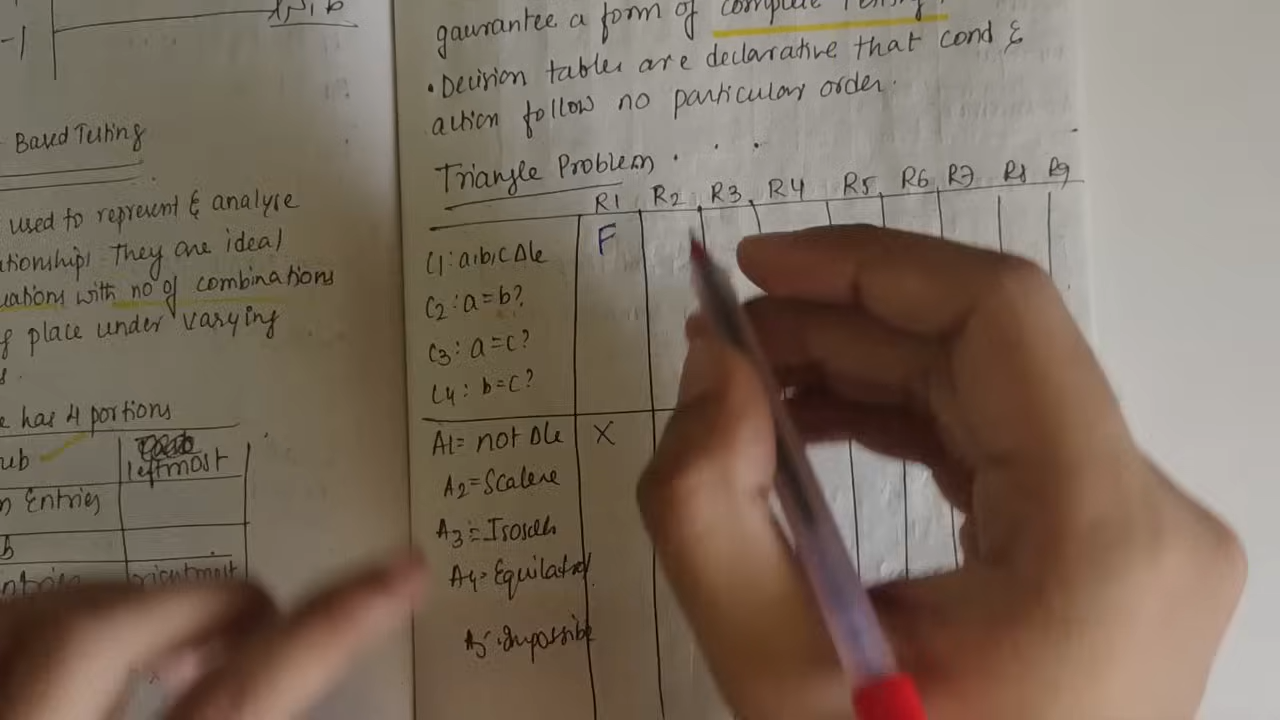 -1
Based Testing
used to represent & analyse
ationships They are ideal
uations with no of combinations
of place under varying
s.
e has 4 portions
ub
leftmost
n Entries
b
rightmost
gaurantee a form of complete
• Decision tables are declarative that cond &
action follow no particular order.
Triangle Problem
R1 R2 R3 R4 R5 R6 R7 R8 R9
C1: a,b,c Δle F
C2: a=b?
C3: a=c?
C4: b=c?
A1= not Δle X
A2= Scalene
A3= Isosceles
A4= Equilateral
A5: Impossible